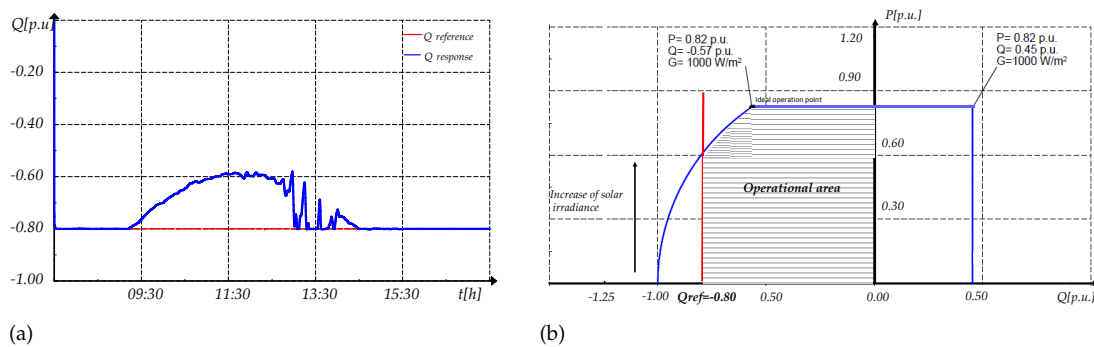 Q[p.u]
Q reference
Q response
-0.20
-0.40
-0.60
-0.80
-1.00
09:30
11:30
13:30
15:30
t[h]
(a)
P[p.u.]
P= 0.82 p.u.
Q= -0.57 p.u.
G= 1000 W/m²
1.20
0.90
P= 0.82 p.u.
Q= 0.45 p.u.
G=1000 W/m²
Ideal operation point
0.60
Operational area
Increase of solar
irradiance
0.30
-1.25
-1.00
Qref=-0.80
0.50
0.00
0.50
Q[p.u.]
(b)